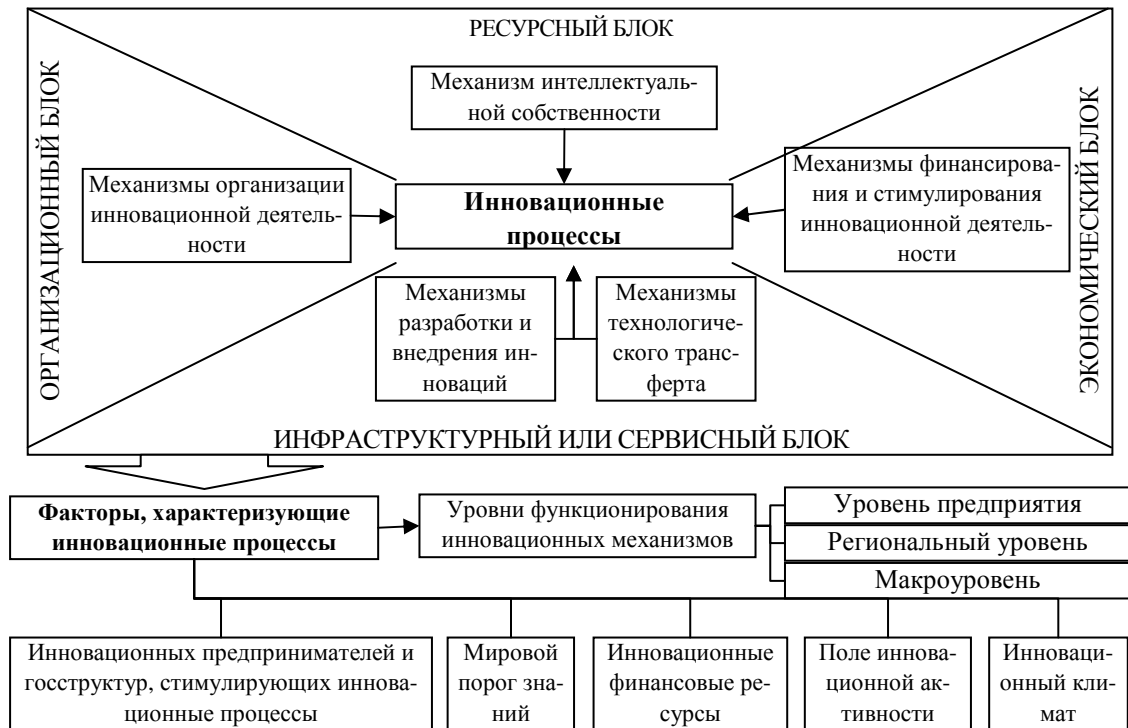 РЕСУРСНЫЙ БЛОК
Механизм интеллектуаль-
ной собственности
ОРГАНИЗАЦИОННЫЙ БЛОК
Механизмы организации
инновационной деятель-
ности
Инновационные
процессы
Механизмы финансирова-
ния и стимулирования
инновационной деятель-
ности
ЭКОНОМИЧЕСКИЙ БЛОК
Механизмы
разработки и
внедрения ин-
новаций
Механизмы
технологиче-
ского транс-
ферта
ИНФРАСТРУКТУРНЫЙ ИЛИ СЕРВИСНЫЙ БЛОК
Факторы, характеризующие
инновационные процессы
Уровни функционирования
инновационных механизмов
Уровень предприятия
Региональный уровень
Макроуровень
Инновационных предпринимателей и
госструктур, стимулирующих иннова-
ционные процессы
Мировой
порог зна-
ний
Инновационные
финансовые ре-
сурсы
Поле иннова-
ционной ак-
тивности
Инноваци-
онный кли-
мат